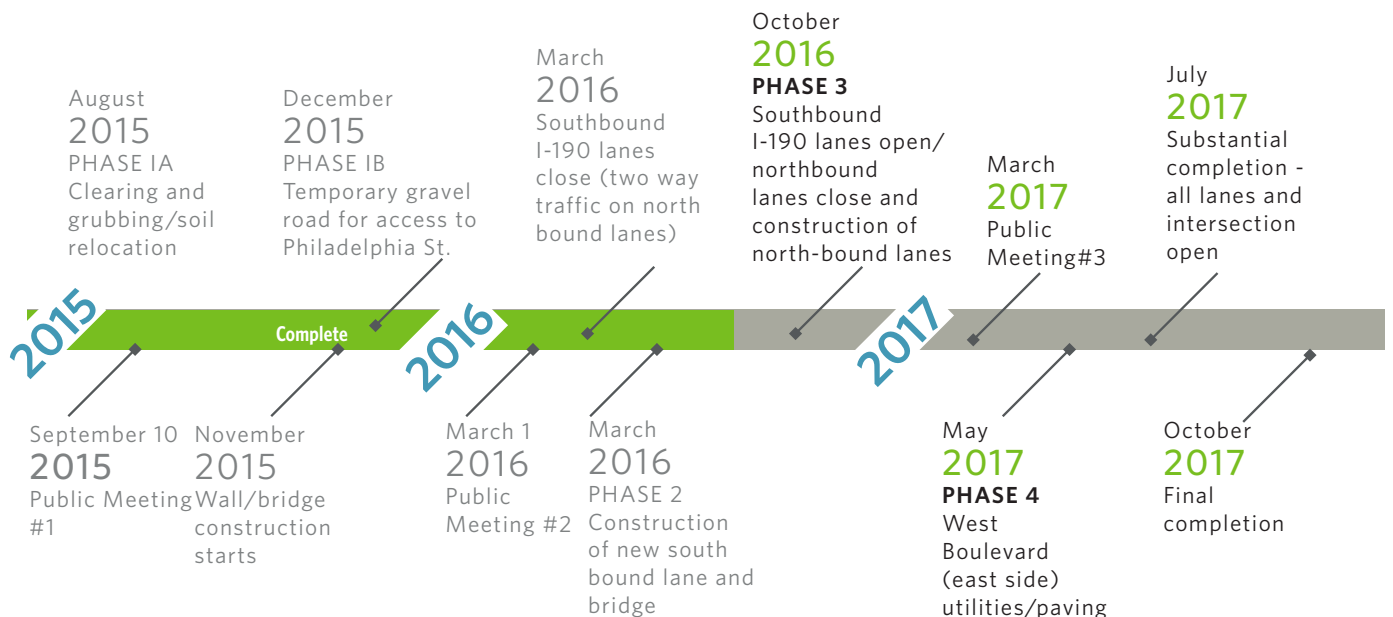 August
2015
PHASE IA
Clearing and
grubbing/soil
relocation
December
2015
PHASE IB
Temporary gravel
road for access to
Philadelphia St.
March
2016
Southbound
I-190 lanes
close (two way
traffic on north
bound lanes)
October
2016
PHASE 3
Southbound
I-190 lanes open/
northbound
lanes close and
construction of
north-bound lanes
March
2017
Public
Meeting#3
July
2017
Substantial
completion -
all lanes and
intersection
open
2015
Complete
2016
2017
September 10
2015
Public Meeting
#1
November
2015
Wall/bridge
construction
starts
March 1
2016
Public
Meeting #2
March
2016
PHASE 2
Construction
of new south
bound lane and
bridge
May
2017
PHASE 4
West
Boulevard
(east side)
utilities/paving
October
2017
Final
completion